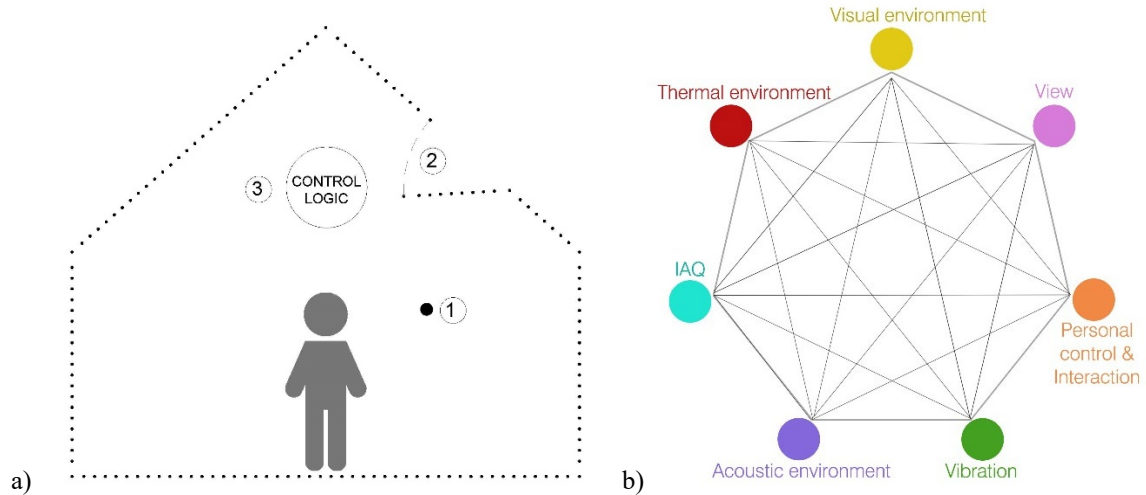 Visual environment
Thermal environment
View
2
3
CONTROL
LOGIC
IAQ
1
Personal
control &
Interaction
Acoustic environment
Vibration
a)
b)